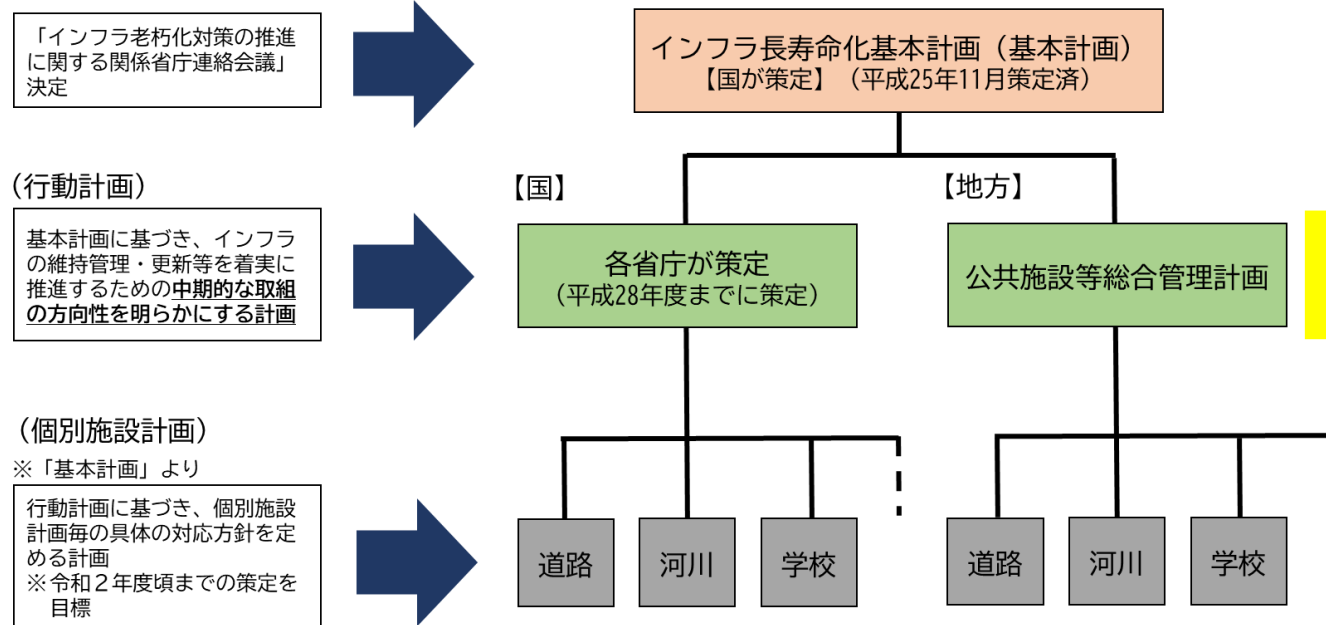 「インフラ老朽化対策の推進
に関する関係省庁連絡会議」
決定
インフラ長寿命化基本計画（基本計画）
【国が策定】（平成25年11月策定済）
（行動計画）
基本計画に基づき、インフラ
の維持管理・更新等を着実に
推進するための中期的な取組
の方向性を明らかにする計画
【国】
各省庁が策定
（平成28年度までに策定）
【地方】
公共施設等総合管理計画
（個別施設計画）
※「基本計画」より
行動計画に基づき、個別施設
計画毎の具体の対応方針を定
める計画
※令和２年度頃までの策定を
目標
道路
河川
学校
道路
河川
学校